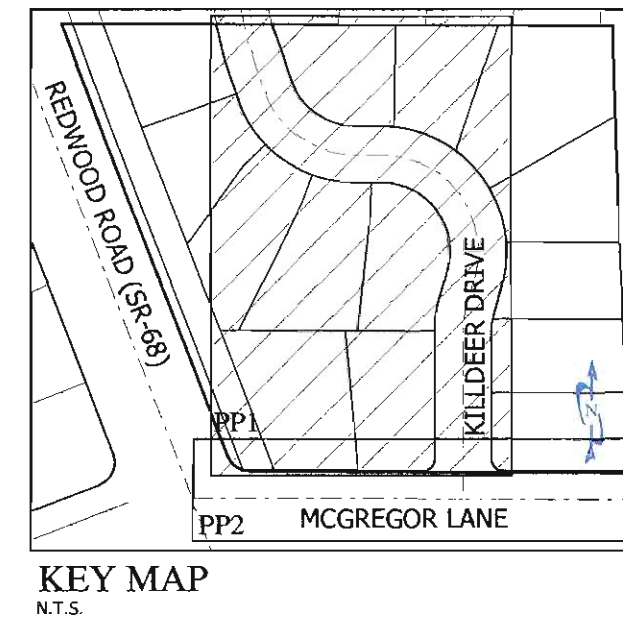 REDWOOD ROAD (SR-68)
KILLDEER DRIVE
Z
PP1
PP2
MCGREGOR LANE
KEY MAP
N.T.S.